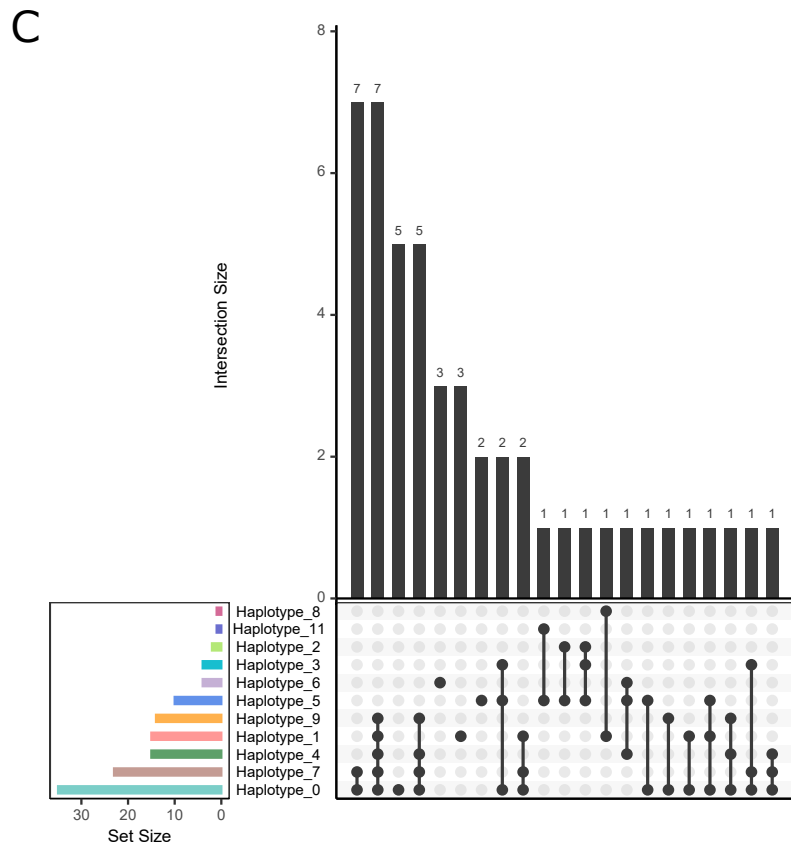 C
8
6
4
2
0
Intersection Size
7 7 5 5 3 3 2 2 2 1 1 1 1 1 1 1 1 1 1 1 1
Haplotype_8
Haplotype_11
Haplotype_2
Haplotype_3
Haplotype_6
Haplotype_5
Haplotype_9
Haplotype_1
Haplotype_4
Haplotype_7
Haplotype_0
30 20 10 0
Set Size